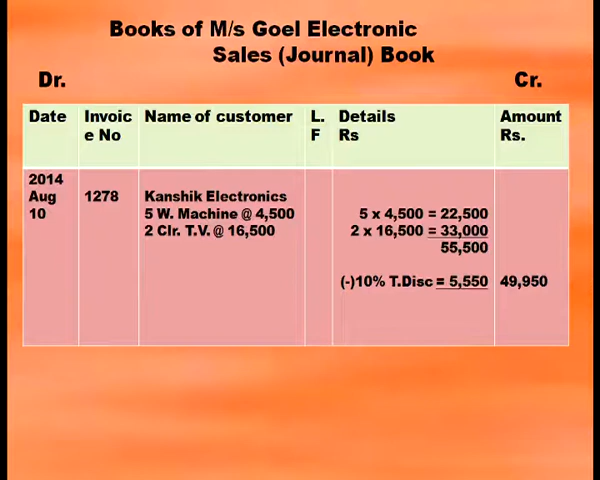 Books of M/s Goel Electronic
Sales (Journal) Book
Dr. Cr.
Date Invoic Name of customer L. Details Amount
e No F Rs Rs.
2014
Aug 1278 Kanshik Electronics
10 5 W. Machine @ 4,500 5 x 4,500 = 22,500
2 Clr. T.V. @ 16,500 2 x 16,500 = 33,000
55,500
(-)10% T.Disc = 5,550 49,950